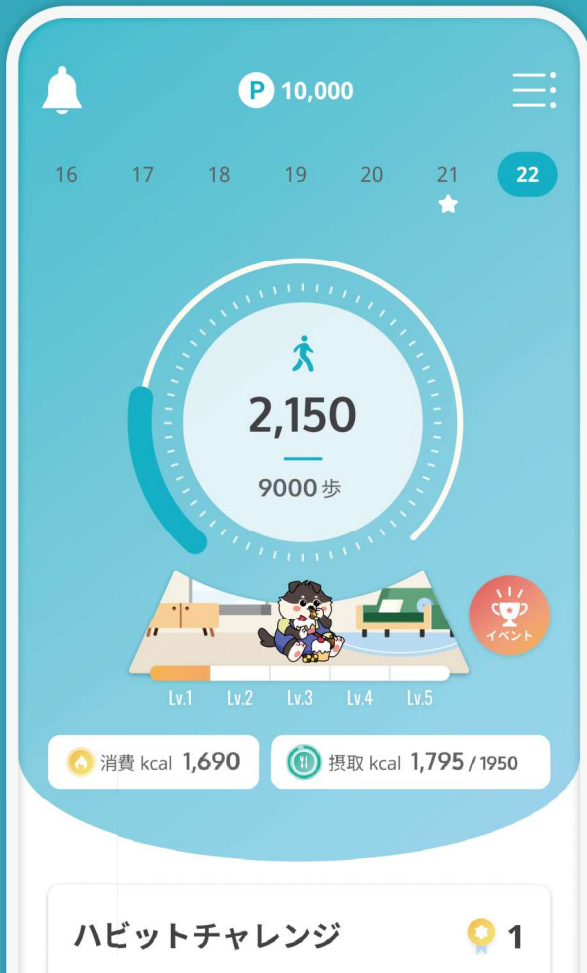 P 10,000
16 17 18 19 20 21 22
2,150
9000 歩
イベント
Lv.1 Lv.2 Lv.3 Lv.4 Lv.5
消費 kcal 1,690 摂取 kcal 1,795 / 1950
ハビットチャレンジ 1